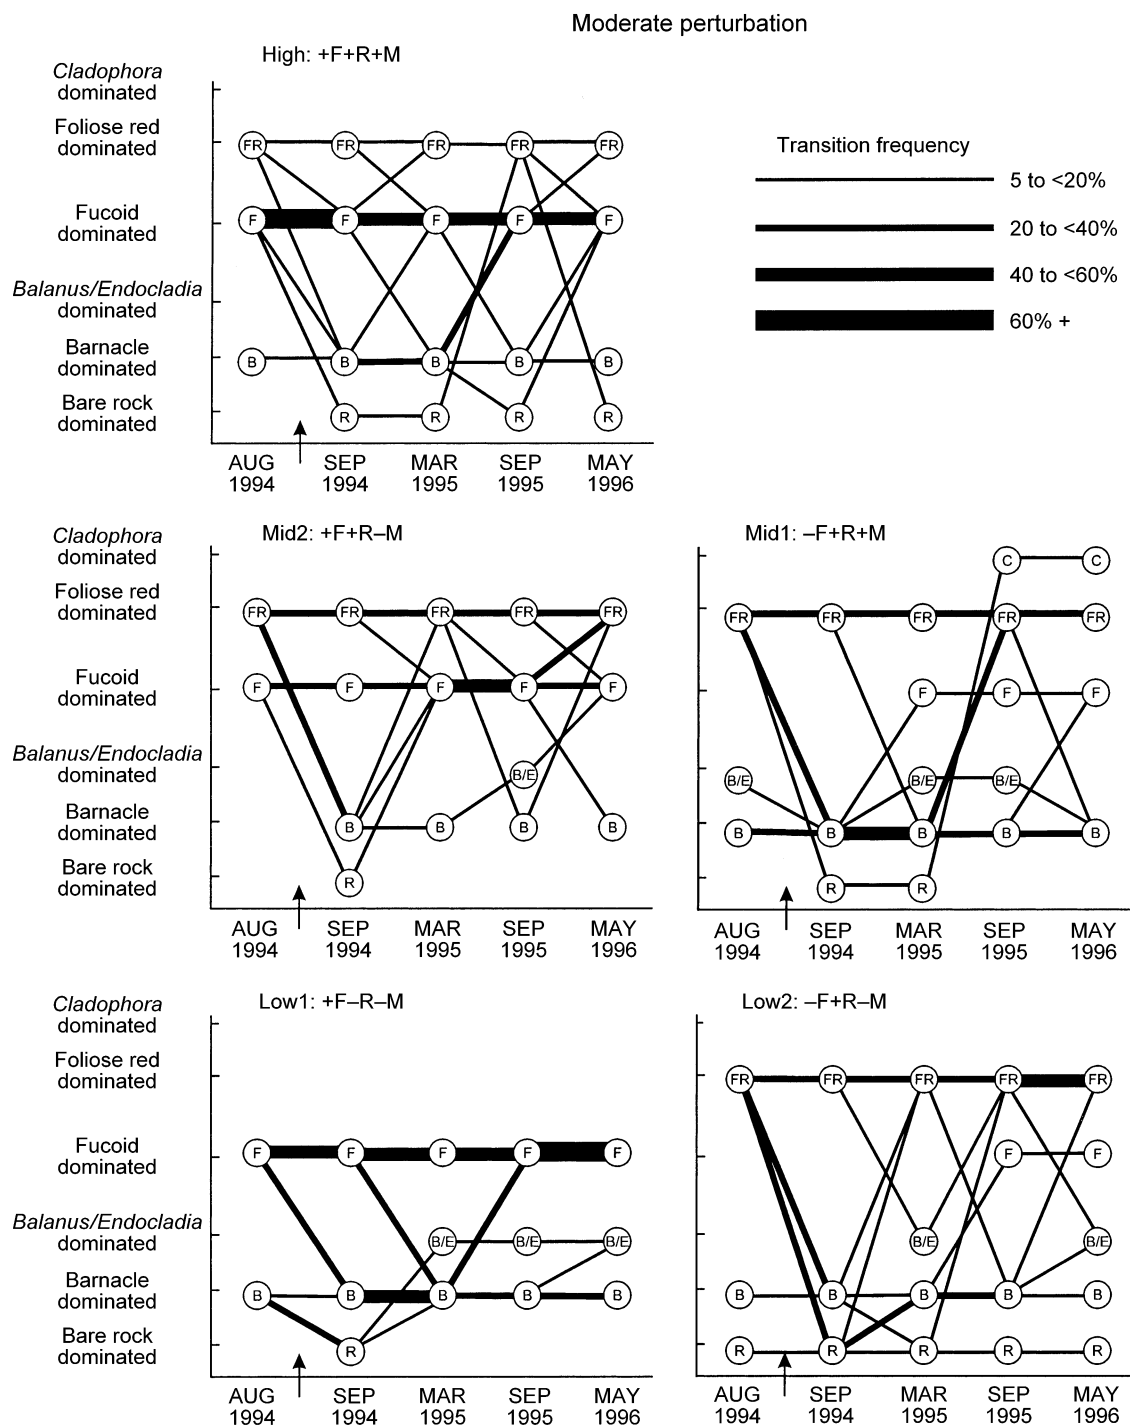 Moderate perturbation
High: +F+R+M
Cladophora
dominated
Foliose red
dominated
Fucoid
dominated
Balanus/Endocladia
dominated
Barnacle
dominated
Bare rock
dominated
FR FR FR FR FR
F F F F F
B B B B B
R R R R
AUG SEP MAR SEP MAY
1994 1994 1995 1995 1996
Transition frequency
5 to <20%
20 to <40%
40 to <60%
60% +
Mid2: +F+R–M
Cladophora
dominated
Foliose red
dominated
Fucoid
dominated
Balanus/Endocladia
dominated
Barnacle
dominated
Bare rock
dominated
FR FR FR FR FR
F F F F F
B/E
B B B B
R
AUG SEP MAR SEP MAY
1994 1994 1995 1995 1996
Mid1: –F+R+M
C C
FR FR FR FR FR
F F F
B/E B/E B/E
B B B B B
R R
AUG SEP MAR SEP MAY
1994 1994 1995 1995 1996
Low1: +F–R–M
Cladophora
dominated
Foliose red
dominated
Fucoid
dominated
Balanus/Endocladia
dominated
Barnacle
dominated
Bare rock
dominated
F F F F F
B/E B/E B/E
B B B B B
R
AUG SEP MAR SEP MAY
1994 1994 1995 1995 1996
Low2: –F+R–M
FR FR FR FR FR
F F
B/E B/E
B B B B B
R R R R R
AUG SEP MAR SEP MAY
1994 1994 1995 1995 1996